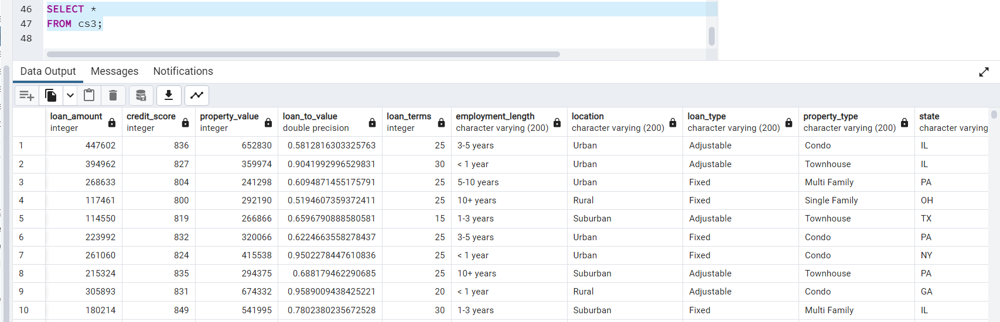 46 SELECT *
47 FROM cs3;
48
Data Output Messages Notifications
loan_amount credit_score property_value loan_to_value loan_terms employment_length location loan_type property_type state
integer integer integer double precision integer character varying (200) character varying (200) character varying (200) character varying (200) character varying
1 447602 836 652830 0.5812816303325763 25 3-5 years Urban Adjustable Condo IL
2 394962 827 359974 0.9041992996529831 30 < 1 year Urban Adjustable Townhouse IL
3 268633 804 241298 0.6094871455175791 25 5-10 years Urban Fixed Multi Family PA
4 117461 800 292190 0.5194607359372411 25 10+ years Rural Fixed Single Family OH
5 114550 819 266866 0.6596790888580581 15 1-3 years Suburban Adjustable Townhouse TX
6 223992 832 320066 0.6224663558278437 25 3-5 years Urban Fixed Condo PA
7 261060 824 415538 0.9502278447610836 25 < 1 year Urban Fixed Condo NY
8 215324 835 294375 0.688179462290685 25 10+ years Suburban Adjustable Townhouse PA
9 305893 831 674332 0.9589009438425221 20 < 1 year Rural Adjustable Condo GA
10 180214 849 541995 0.7802380235672528 30 1-3 years Suburban Fixed Multi Family IL